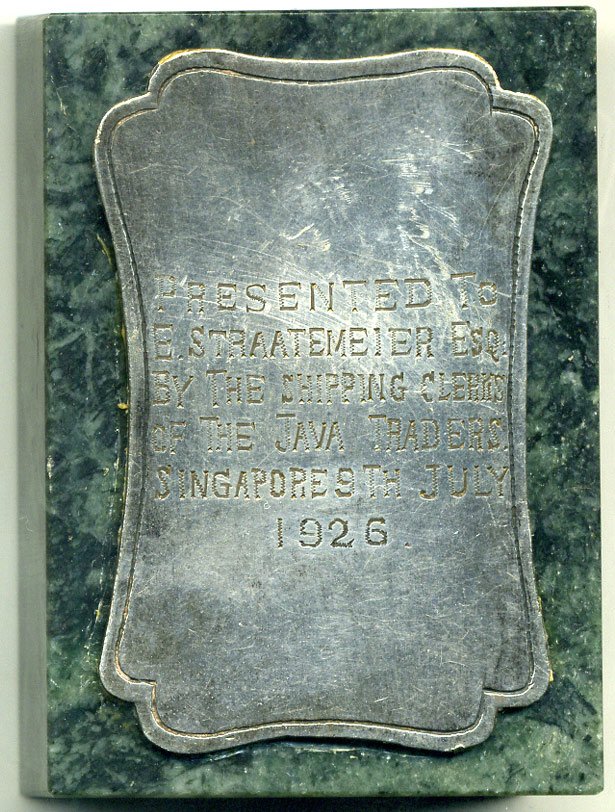 PRESENTED TO
E. STRAATEMEIER ESQ.
BY THE SHIPPING CLERKS
OF THE JAVA TRADERS.
SINGAPORE 9TH JULY
1926.